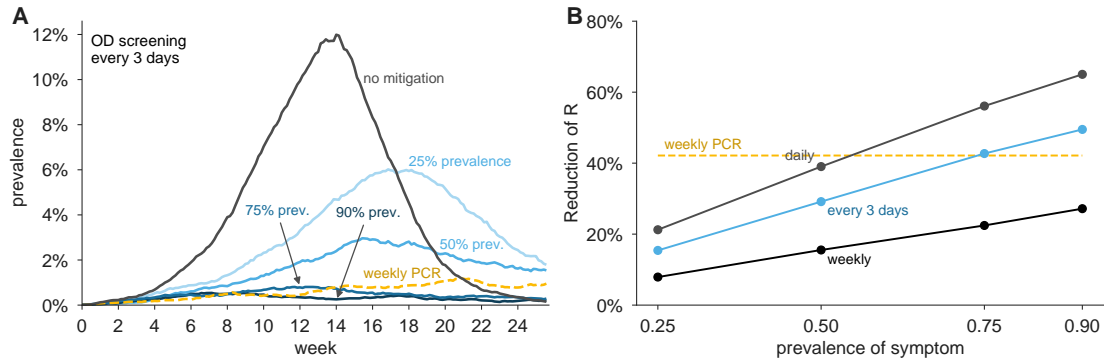 A
OD screening
every 3 days
12%
10%
8%
6%
4%
2%
0%
prevalence
no mitigation
25% prevalence
75% prev.
90% prev.
50% prev.
weekly PCR
0 2 4 6 8 10 12 14 16 18 20 22 24
week
B
80%
60%
40%
20%
0%
Reduction of R
weekly PCR
daily
every 3 days
weekly
0.25 0.50 0.75 0.90
prevalence of symptom